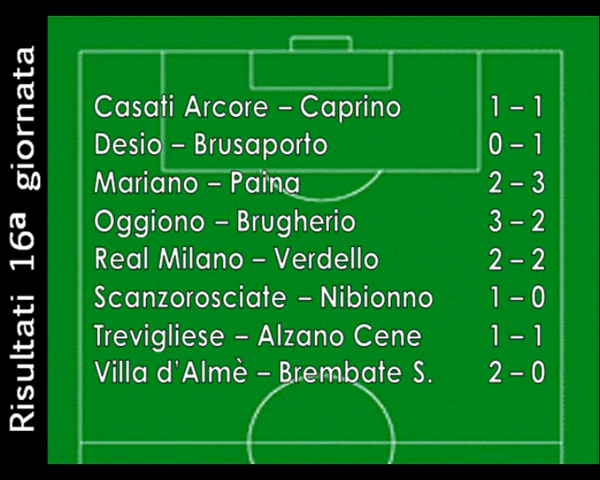 Risultati 16ª giornata
Casati Arcore – Caprino 1 – 1
Desio – Brusaporto 0 – 1
Mariano – Paina 2 – 3
Oggiono – Brugherio 3 – 2
Real Milano – Verdello 2 – 2
Scanzorosciate – Nibionno 1 – 0
Trevigliese – Alzano Cene 1 – 1
Villa d'Almè – Brembate S. 2 – 0